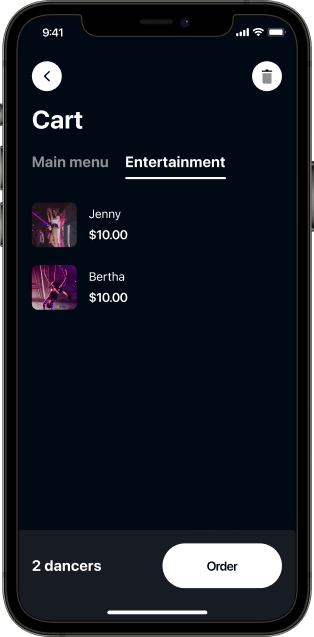 9:41
Cart
Main menu Entertainment
Jenny
$10.00
Bertha
$10.00
2 dancers Order